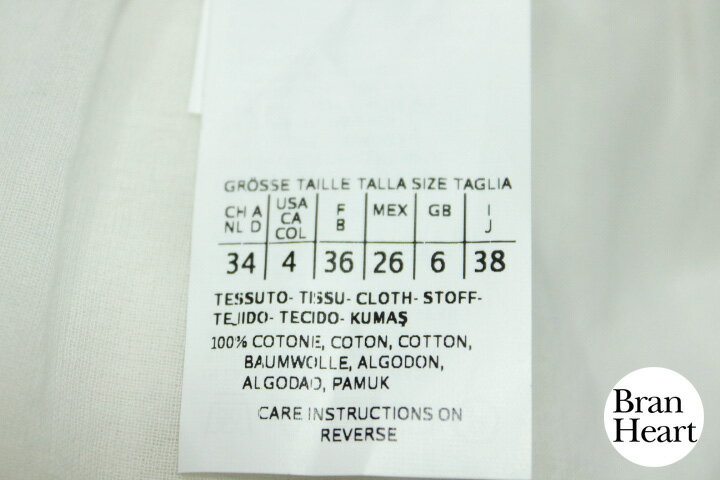 GRÖSSE TAILLE TALLA SIZE TAGLIA
CH A NL D | USA CA COL | F B | MEX | GB | I J
34 | 4 | 36 | 26 | 6 | 38
TESSUTO- TISSU- CLOTH- STOFF-
TEJIDO- TECIDO- KUMAŞ
100% COTONE, COTON, COTTON,
BAUMWOLLE, ALGODON,
ALGODAO, PAMUK
CARE INSTRUCTIONS ON
REVERSE
Bran
Heart